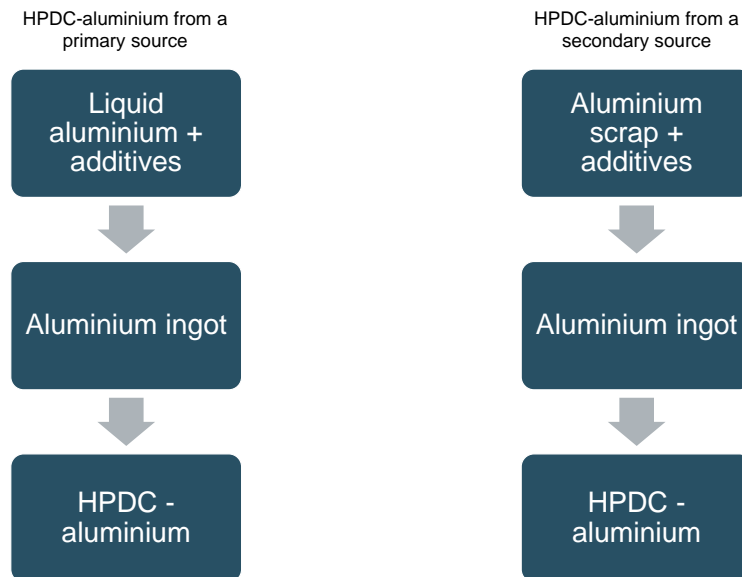 HPDC-aluminium from a
primary source
Liquid
aluminium +
additives
Aluminium ingot
HPDC -
aluminium
HPDC-aluminium from a
secondary source
Aluminium
scrap +
additives
Aluminium ingot
HPDC -
aluminium